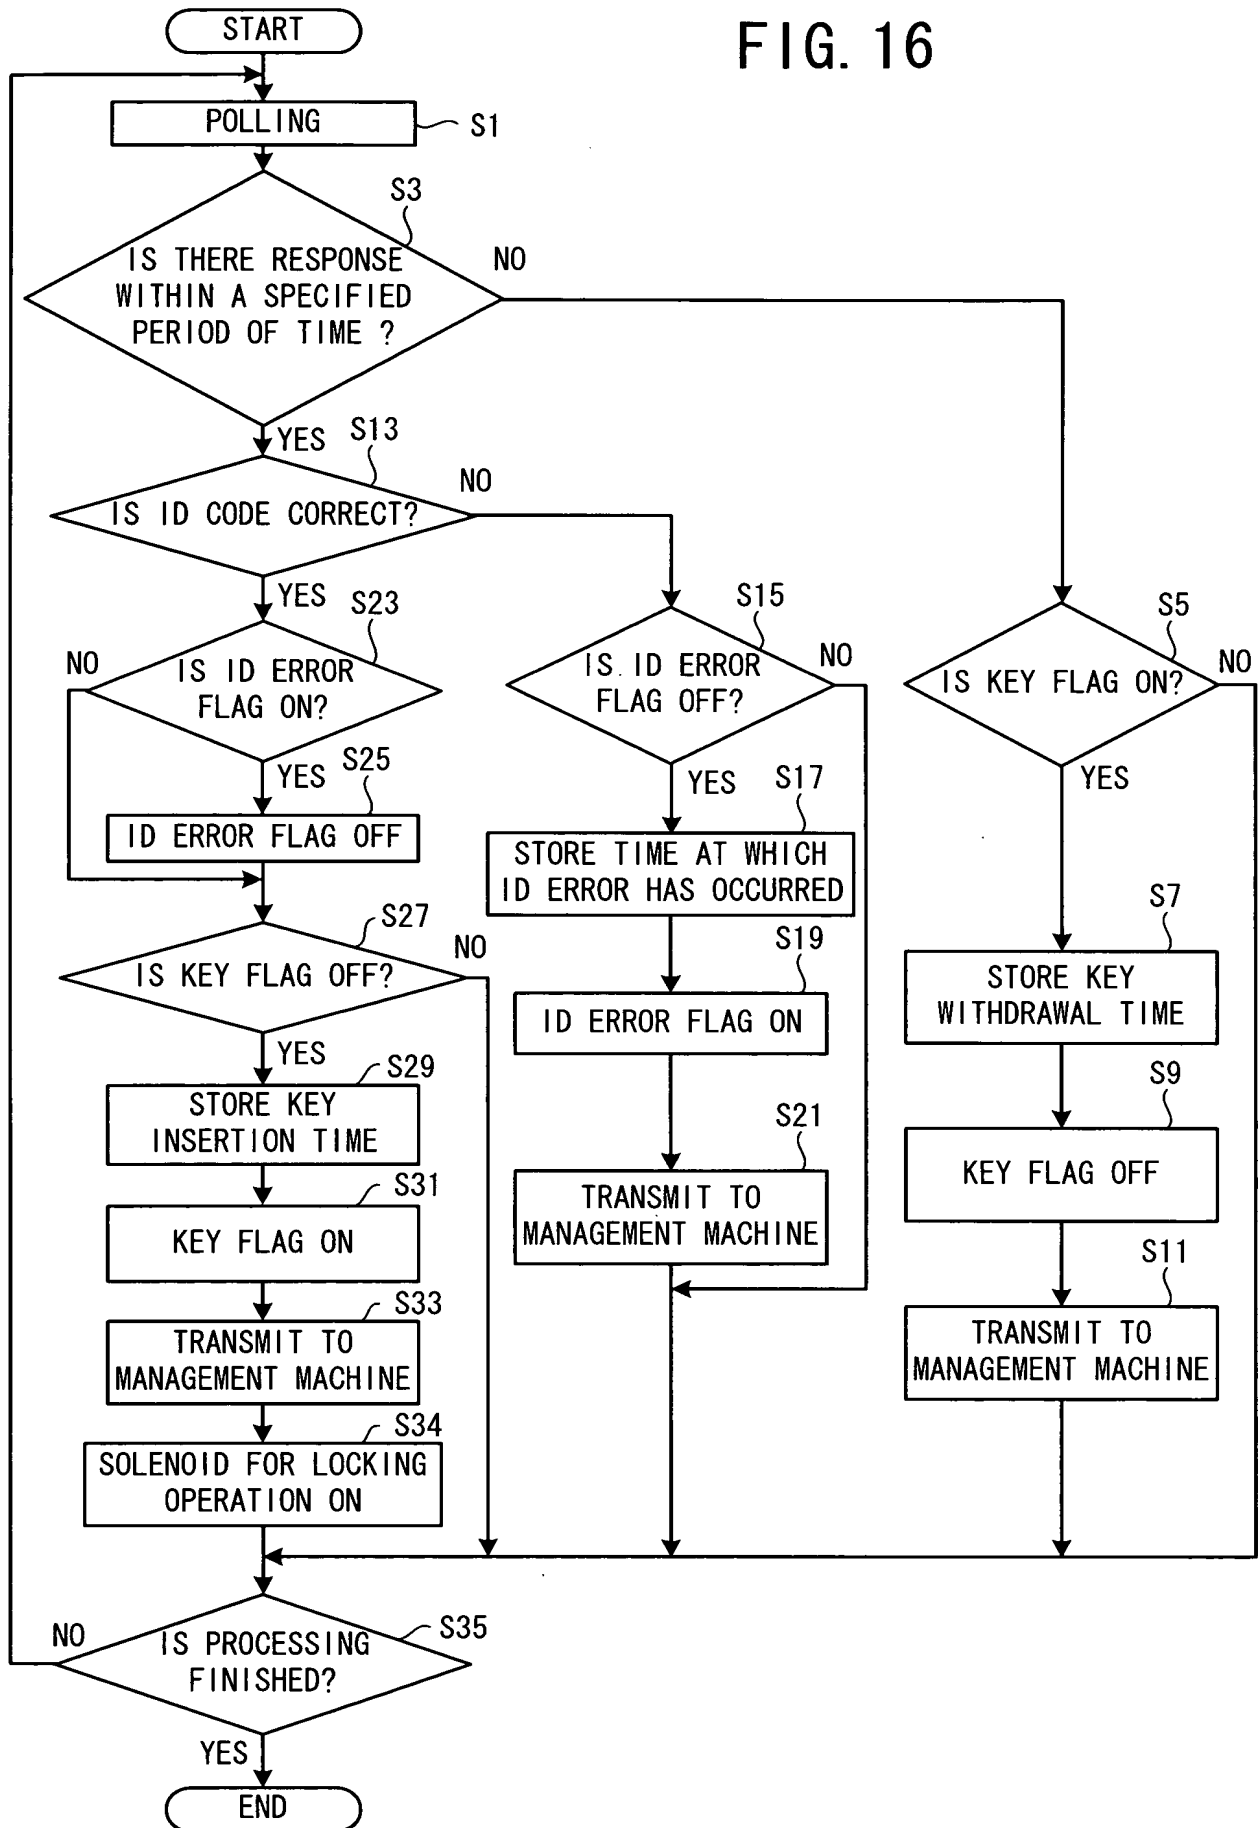 FIG. 16
START
POLLING
S1
S3
IS THERE RESPONSE
WITHIN A SPECIFIED
PERIOD OF TIME ?
NO
YES
S13
IS ID CODE CORRECT?
NO
YES
S23
NO
IS ID ERROR
FLAG ON?
YES
S25
ID ERROR FLAG OFF
S27
IS KEY FLAG OFF?
NO
YES
S29
STORE KEY
INSERTION TIME
S31
KEY FLAG ON
S33
TRANSMIT TO
MANAGEMENT MACHINE
S34
SOLENOID FOR LOCKING
OPERATION ON
S15
IS ID ERROR
FLAG OFF?
NO
YES
S17
STORE TIME AT WHICH
ID ERROR HAS OCCURRED
S19
ID ERROR FLAG ON
S21
TRANSMIT TO
MANAGEMENT MACHINE
S5
IS KEY FLAG ON?
NO
YES
S7
STORE KEY
WITHDRAWAL TIME
S9
KEY FLAG OFF
S11
TRANSMIT TO
MANAGEMENT MACHINE
S35
NO
IS PROCESSING
FINISHED?
YES
END